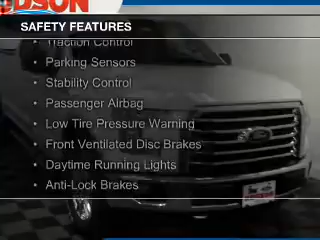 SAFETY FEATURES
• Traction Control
• Parking Sensors
• Stability Control
• Passenger Airbag
• Low Tire Pressure Warning
• Front Ventilated Disc Brakes
• Daytime Running Lights
• Anti-Lock Brakes
Ford